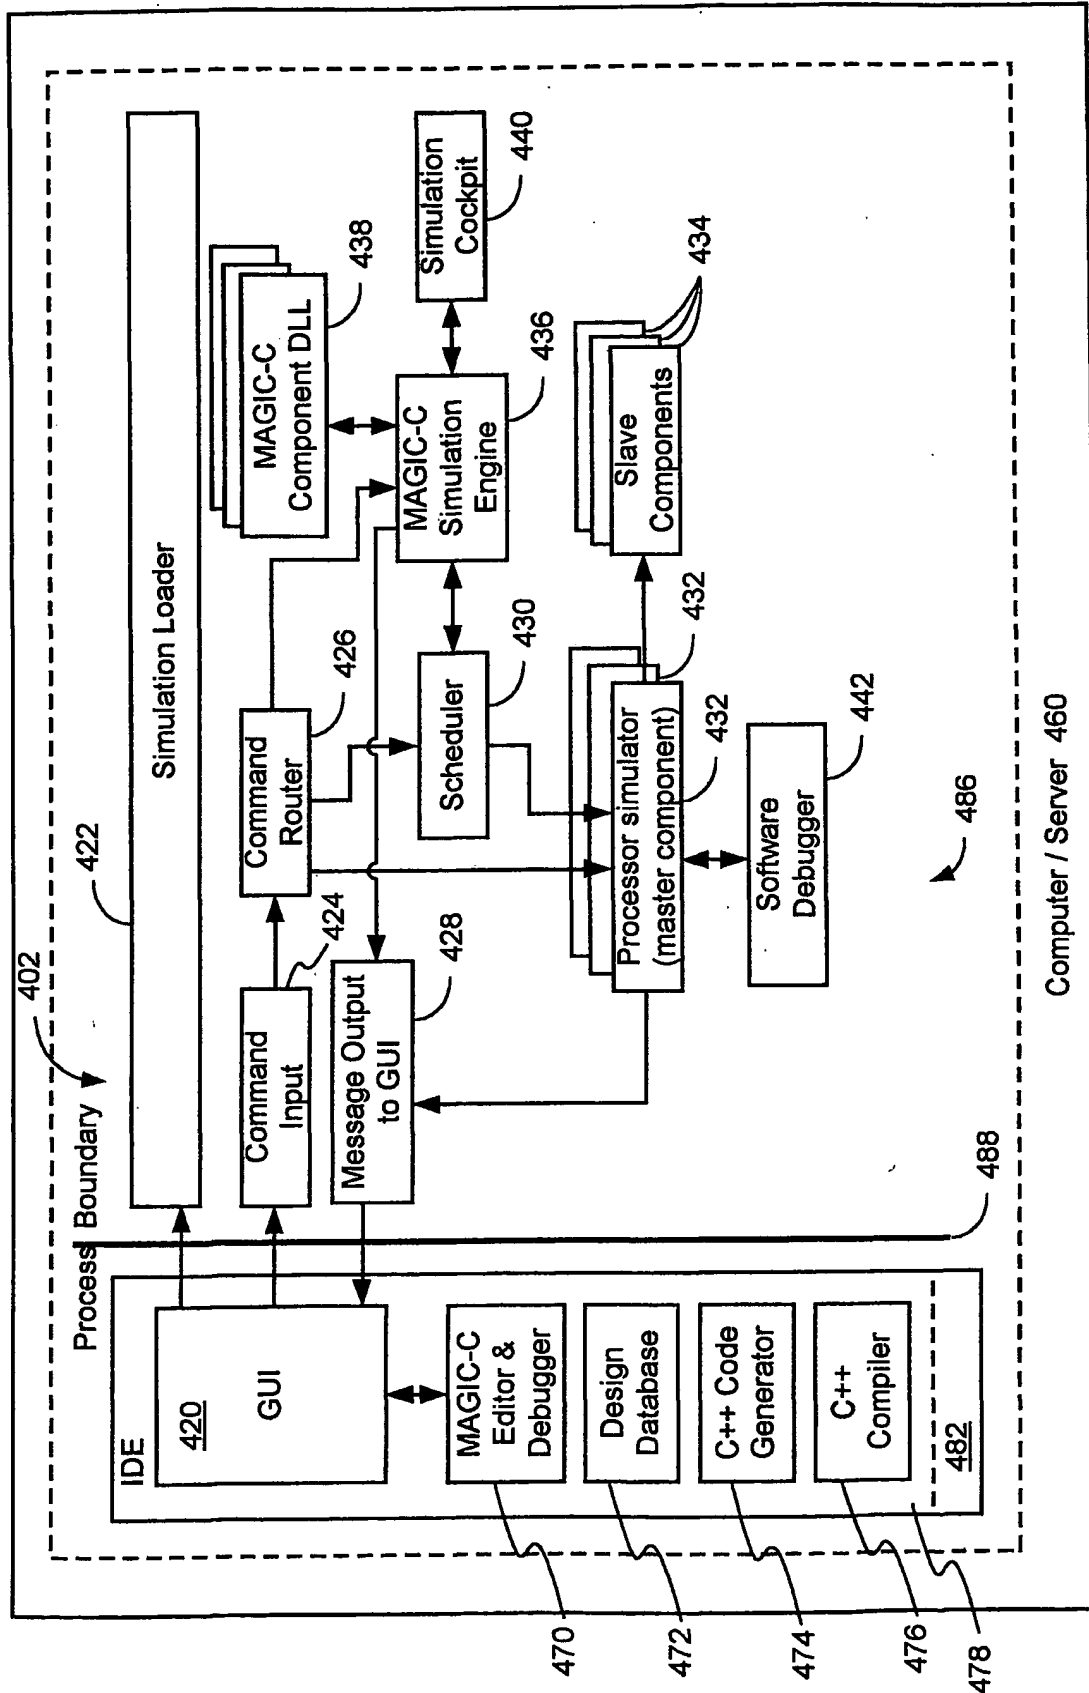 402
Process Boundary
422
Simulation Loader
IDE
420
GUI
Command
Input
424
Command
Router
426
MAGIC-C
Component DLL
438
Message Output
to GUI
428
Scheduler
430
MAGIC-C
Simulation
Engine
436
Simulation
Cockpit
440
MAGIC-C
Editor &
Debugger
Design
Database
C++ Code
Generator
C++
Compiler
482
Processor simulator
(master component)
432
432
Slave
Components
434
Software
Debugger
442
488
486
470
472
474
476
478
Computer / Server 460